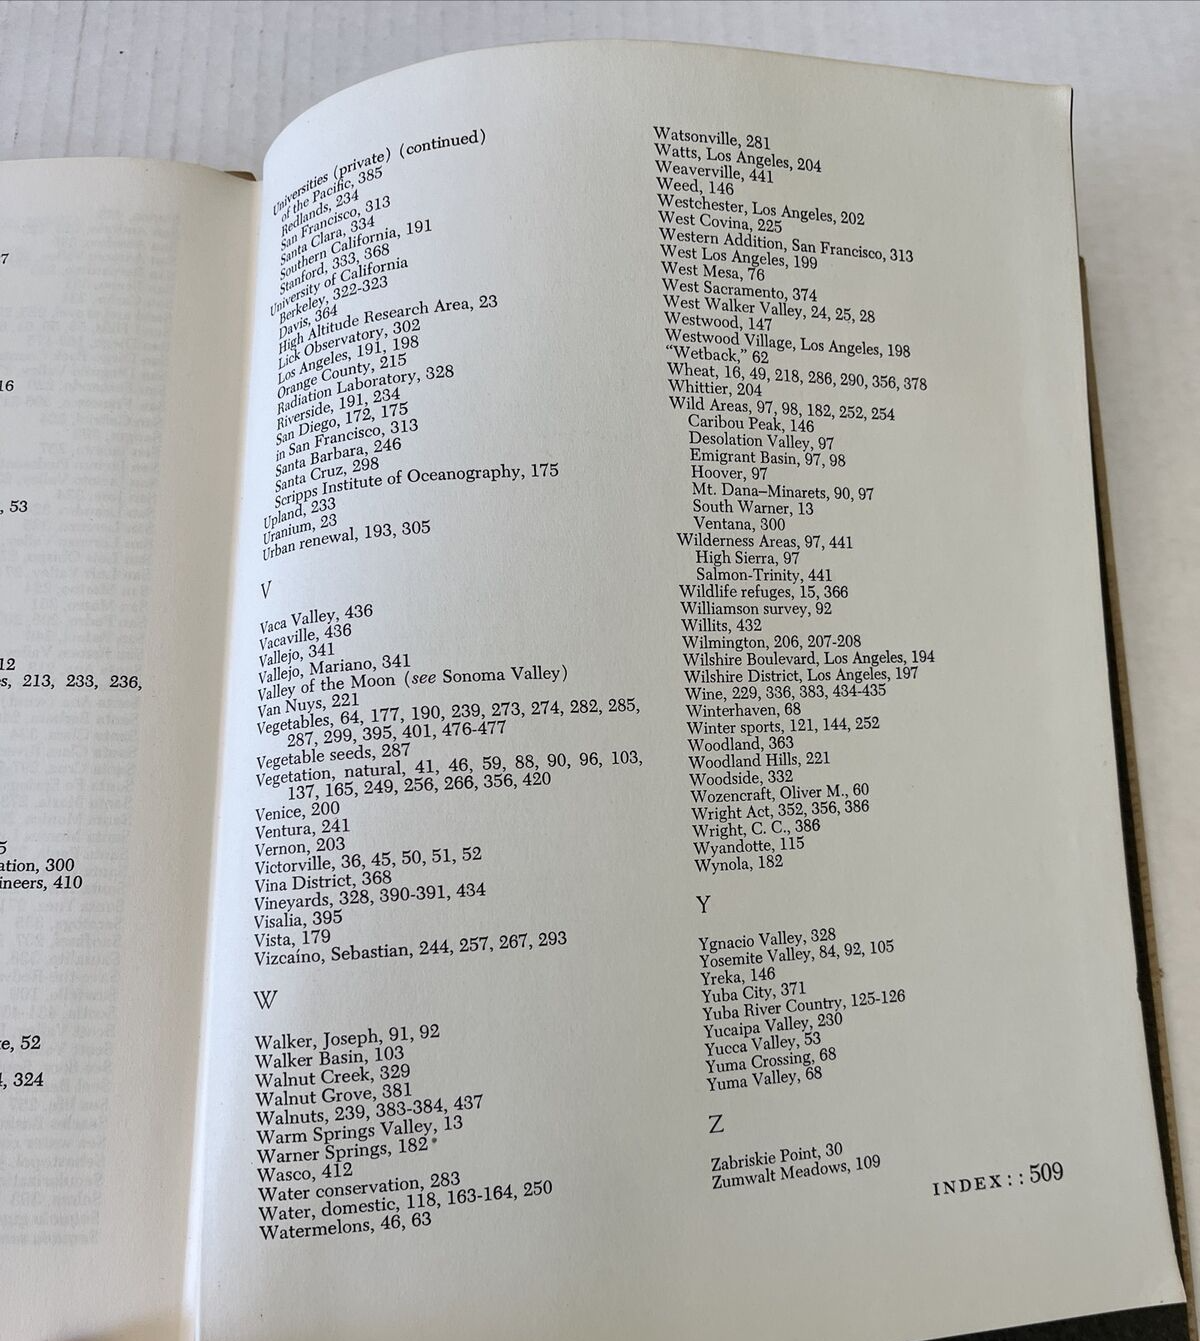 7
16
, 53
12
es, 213, 233, 236,
5
ation, 300
ineers, 410
te, 52
4, 324
Universities (private) (continued)
of the Pacific, 385
Redlands, 234
San Francisco, 313
Santa Clara, 334
Southern California, 191
Stanford, 333, 368
University of California
Berkeley, 322-323
Davis, 364
High Altitude Research Area, 23
Lick Observatory, 302
Los Angeles, 191, 198
Orange County, 215
Radiation Laboratory, 328
Riverside, 191, 234
San Diego, 172, 175
in San Francisco, 313
Santa Barbara, 246
Santa Cruz, 298
Scripps Institute of Oceanography, 175
Upland, 233
Uranium, 23
Urban renewal, 193, 305
V
Vaca Valley, 436
Vacaville, 436
Vallejo, 341
Vallejo, Mariano, 341
Valley of the Moon (see Sonoma Valley)
Van Nuys, 221
Vegetables, 64, 177, 190, 239, 273, 274, 282, 285,
287, 299, 395, 401, 476-477
Vegetable seeds, 287
Vegetation, natural, 41, 46, 59, 88, 90, 96, 103,
137, 165, 249, 256, 266, 356, 420
Venice, 200
Ventura, 241
Vernon, 203
Victorville, 36, 45, 50, 51, 52
Vina District, 368
Vineyards, 328, 390-391, 434
Visalia, 395
Vista, 179
Vizcaíno, Sebastian, 244, 257, 267, 293
W
Walker, Joseph, 91, 92
Walker Basin, 103
Walnut Creek, 329
Walnut Grove, 381
Walnuts, 239, 383-384, 437
Warm Springs Valley, 13
Warner Springs, 182
Wasco, 412
Water conservation, 283
Water, domestic, 118, 163-164, 250
Watermelons, 46, 63
Watsonville, 281
Watts, Los Angeles, 204
Weaverville, 441
Weed, 146
Westchester, Los Angeles, 202
West Covina, 225
Western Addition, San Francisco, 313
West Los Angeles, 199
West Mesa, 76
West Sacramento, 374
West Walker Valley, 24, 25, 28
Westwood, 147
Westwood Village, Los Angeles, 198
“Wetback,” 62
Wheat, 16, 49, 218, 286, 290, 356, 378
Whittier, 204
Wild Areas, 97, 98, 182, 252, 254
Caribou Peak, 146
Desolation Valley, 97
Emigrant Basin, 97, 98
Hoover, 97
Mt. Dana–Minarets, 90, 97
South Warner, 13
Ventana, 300
Wilderness Areas, 97, 441
High Sierra, 97
Salmon-Trinity, 441
Wildlife refuges, 15, 366
Williamson survey, 92
Willits, 432
Wilmington, 206, 207-208
Wilshire Boulevard, Los Angeles, 194
Wilshire District, Los Angeles, 197
Wine, 229, 336, 383, 434-435
Winterhaven, 68
Winter sports, 121, 144, 252
Woodland, 363
Woodland Hills, 221
Woodside, 332
Wozencraft, Oliver M., 60
Wright Act, 352, 356, 386
Wright, C. C., 386
Wyandotte, 115
Wynola, 182
Y
Ygnacio Valley, 328
Yosemite Valley, 84, 92, 105
Yreka, 146
Yuba City, 371
Yuba River Country, 125-126
Yucaipa Valley, 230
Yucca Valley, 53
Yuma Crossing, 68
Yuma Valley, 68
Z
Zabriskie Point, 30
Zumwalt Meadows, 109
INDEX : : 509